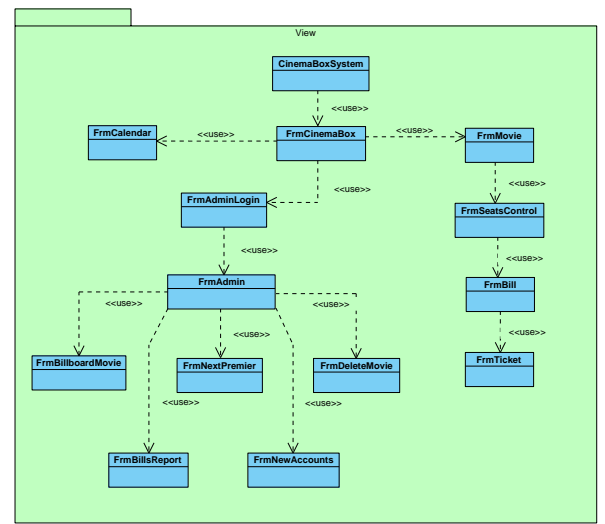 View
CinemaBoxSystem
<<use>>
FrmCalendar
<<use>>
FrmCinemaBox
<<use>>
FrmMovie
<<use>>
<<use>>
FrmAdminLogin
FrmSeatsControl
<<use>>
<<use>>
FrmAdmin
FrmBill
<<use>>
<<use>>
<<use>>
<<use>>
FrmBillboardMovie
FrmNextPremier
FrmDeleteMovie
FrmTicket
<<use>>
<<use>>
FrmBillsReport
FrmNewAccounts